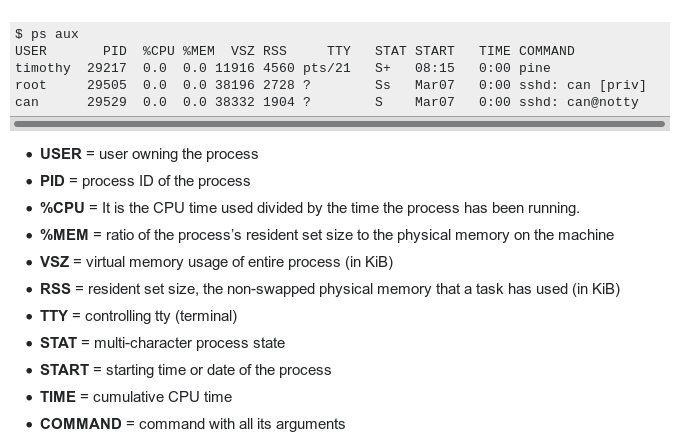 $ ps aux
USER       PID  %CPU %MEM  VSZ RSS     TTY   STAT START   TIME COMMAND
timothy  29217  0.0  0.0 11916 4560 pts/21   S+   08:15   0:00 pine
root     29505  0.0  0.0 38196 2728 ?        Ss   Mar07   0:00 sshd: can [priv]
can      29529  0.0  0.0 38332 1904 ?        S    Mar07   0:00 sshd: can@notty
• USER = user owning the process
• PID = process ID of the process
• %CPU = It is the CPU time used divided by the time the process has been running.
• %MEM = ratio of the process’s resident set size to the physical memory on the machine
• VSZ = virtual memory usage of entire process (in KiB)
• RSS = resident set size, the non-swapped physical memory that a task has used (in KiB)
• TTY = controlling tty (terminal)
• STAT = multi-character process state
• START = starting time or date of the process
• TIME = cumulative CPU time
• COMMAND = command with all its arguments